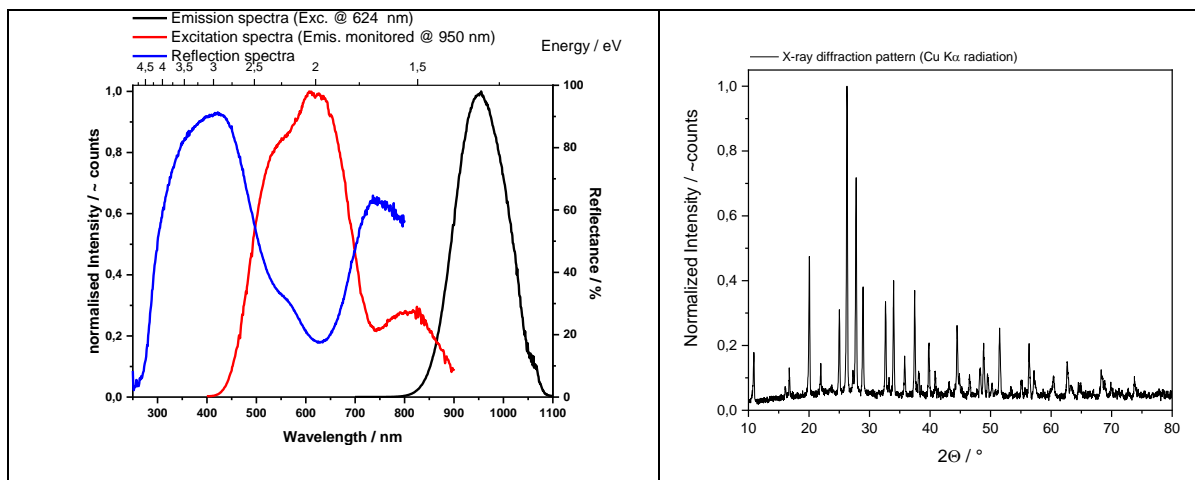 Emission spectra (Exc. @ 624 nm)
Excitation spectra (Emis. monitored @ 950 nm)
Reflection spectra
Energy / eV
4,5 4 3,5 3 2,5 2 1,5
1,0
0,8
0,6
0,4
0,2
0,0
normalised Intensity / ~ counts
100
80
60
40
20
0
Reflectance / %
300 400 500 600 700 800 900 1000 1100
Wavelength / nm
X-ray diffraction pattern (Cu Kα radiation)
1,0
0,8
0,6
0,4
0,2
0,0
Normalized Intensity / ~counts
10 20 30 40 50 60 70 80
2Θ / °